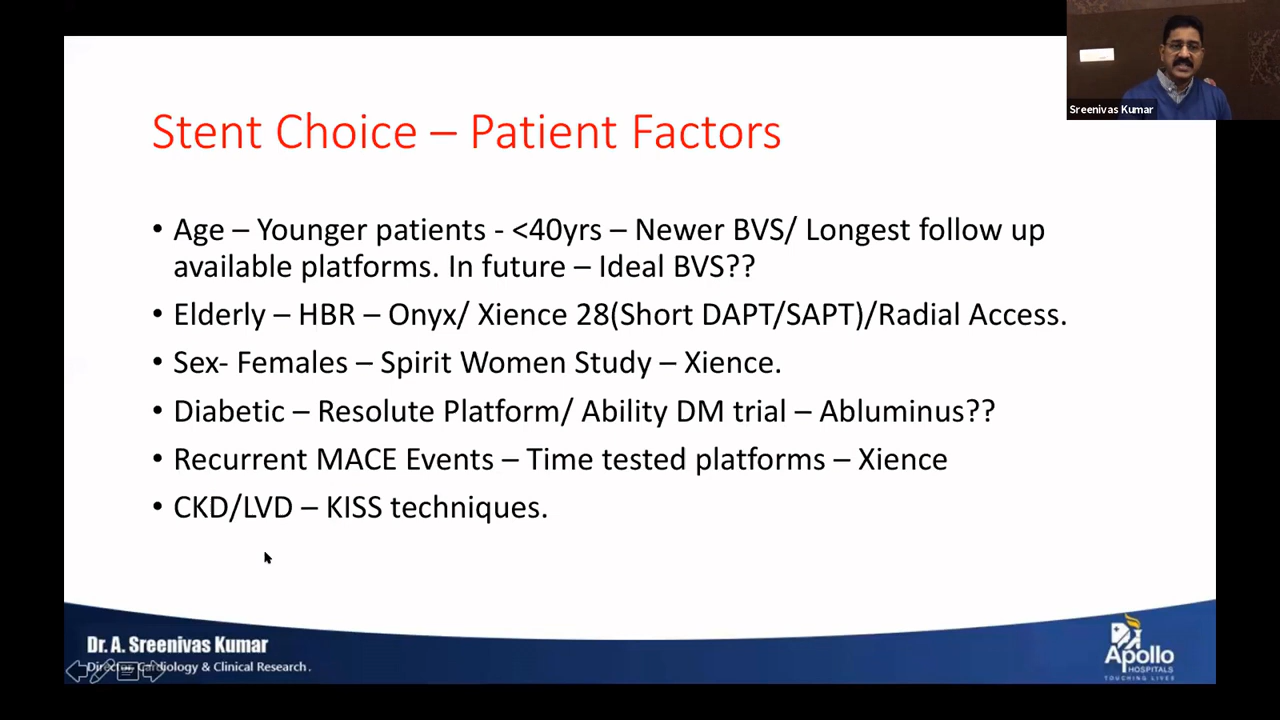 Sreenivas Kumar
Stent Choice – Patient Factors
• Age – Younger patients - <40yrs – Newer BVS/ Longest follow up
available platforms. In future – Ideal BVS??
• Elderly – HBR – Onyx/ Xience 28(Short DAPT/SAPT)/Radial Access.
• Sex- Females – Spirit Women Study – Xience.
• Diabetic – Resolute Platform/ Ability DM trial – Abluminus??
• Recurrent MACE Events – Time tested platforms – Xience
• CKD/LVD – KISS techniques.
Dr. A. Sreenivas Kumar
Director, Cardiology & Clinical Research .
Apollo
HOSPITALS
TOUCHING LIVES